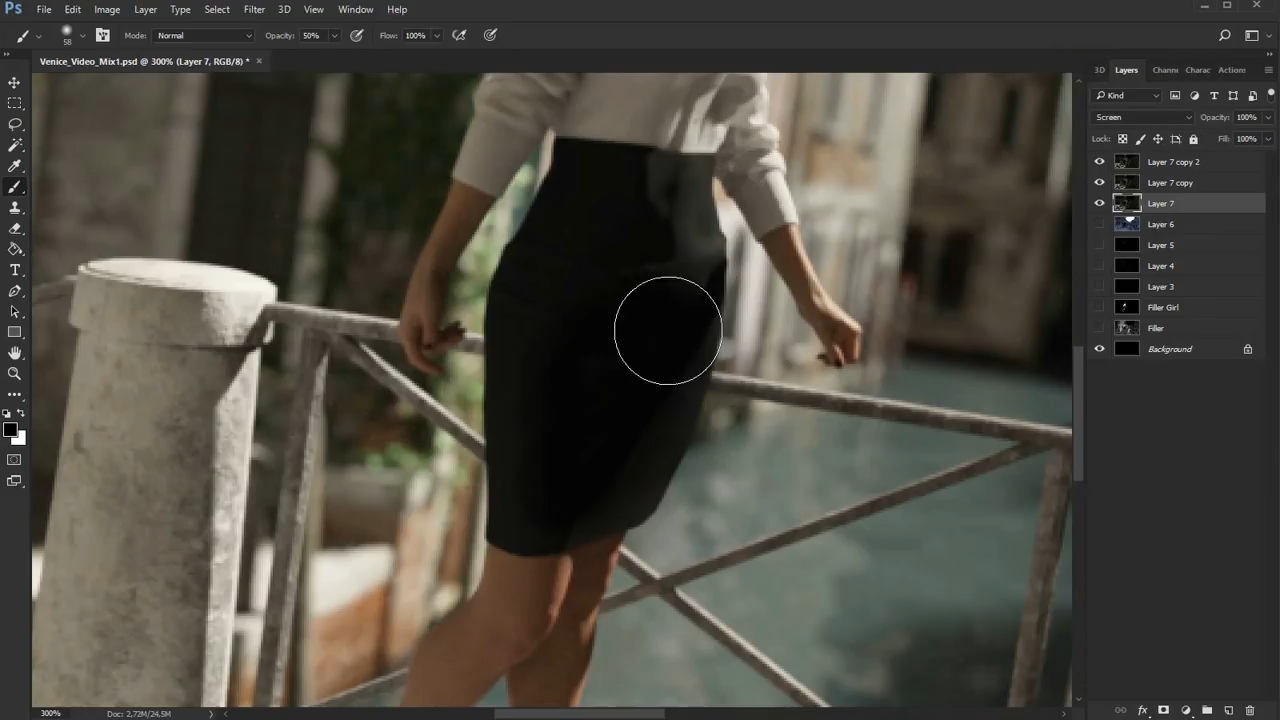 Ps File Edit Image Layer Type Select Filter 3D View Window Help
58 Mode: Normal Opacity: 50% Flow: 100%
Venice_Video_Mix1.psd @ 300% (Layer 7, RGB/8) * ×
3D Layers Chann Charac Actions
Kind
Screen Opacity: 100%
Lock: Fill: 100%
Layer 7 copy 2
Layer 7 copy
Layer 7
Layer 6
Layer 5
Layer 4
Layer 3
Filler Girl
Filler
Background
300% Doc: 2,72M/24,5M